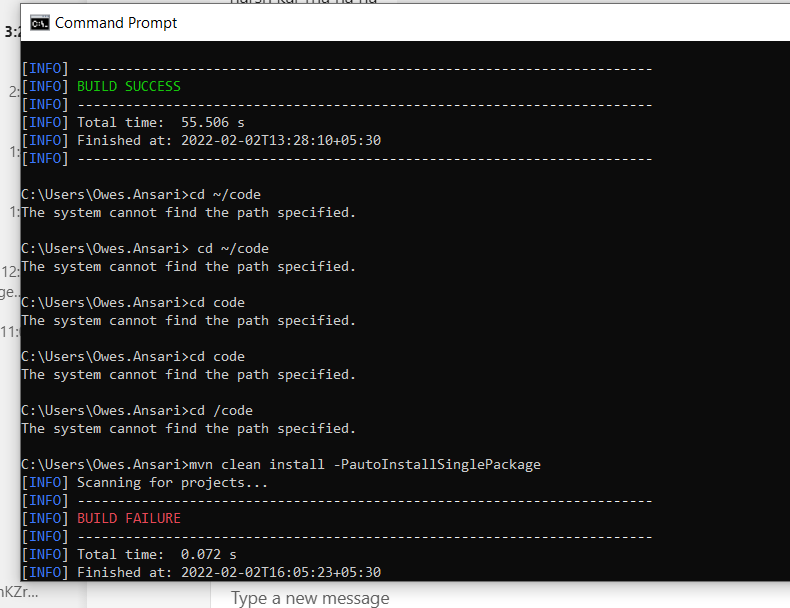 Command Prompt
[INFO] ------------------------------------------------------------------------
[INFO] BUILD SUCCESS
[INFO] ------------------------------------------------------------------------
[INFO] Total time:  55.506 s
[INFO] Finished at: 2022-02-02T13:28:10+05:30
[INFO] ------------------------------------------------------------------------
C:\Users\Owes.Ansari>cd ~/code
The system cannot find the path specified.
C:\Users\Owes.Ansari> cd ~/code
The system cannot find the path specified.
C:\Users\Owes.Ansari>cd code
The system cannot find the path specified.
C:\Users\Owes.Ansari>cd code
The system cannot find the path specified.
C:\Users\Owes.Ansari>cd /code
The system cannot find the path specified.
C:\Users\Owes.Ansari>mvn clean install -PautoInstallSinglePackage
[INFO] Scanning for projects...
[INFO] ------------------------------------------------------------------------
[INFO] BUILD FAILURE
[INFO] ------------------------------------------------------------------------
[INFO] Total time:  0.072 s
[INFO] Finished at: 2022-02-02T16:05:23+05:30
Type a new message